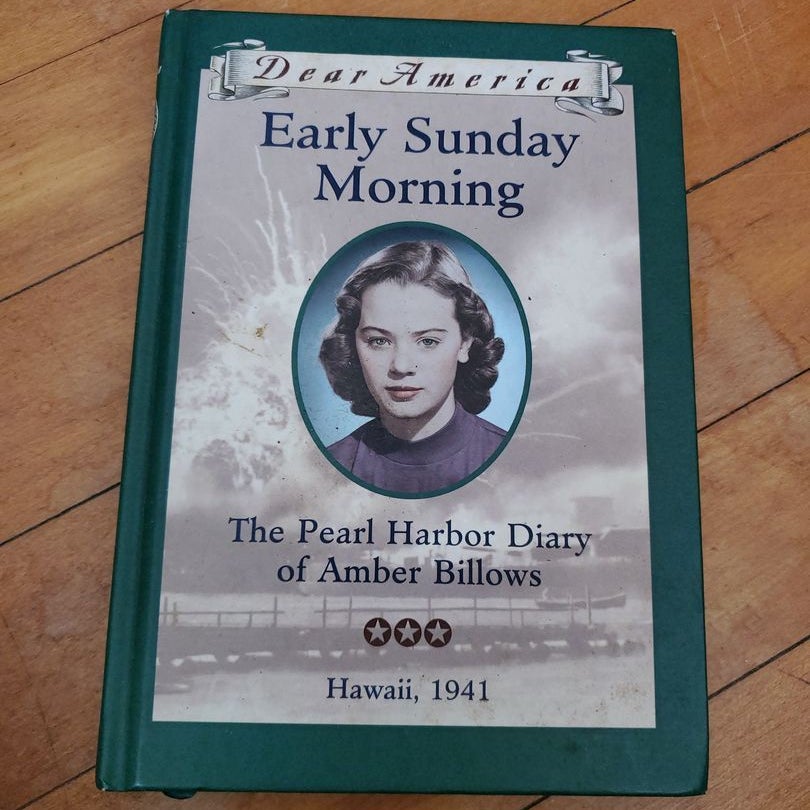 Dear America
Early Sunday
Morning
The Pearl Harbor Diary
of Amber Billows
Hawaii, 1941